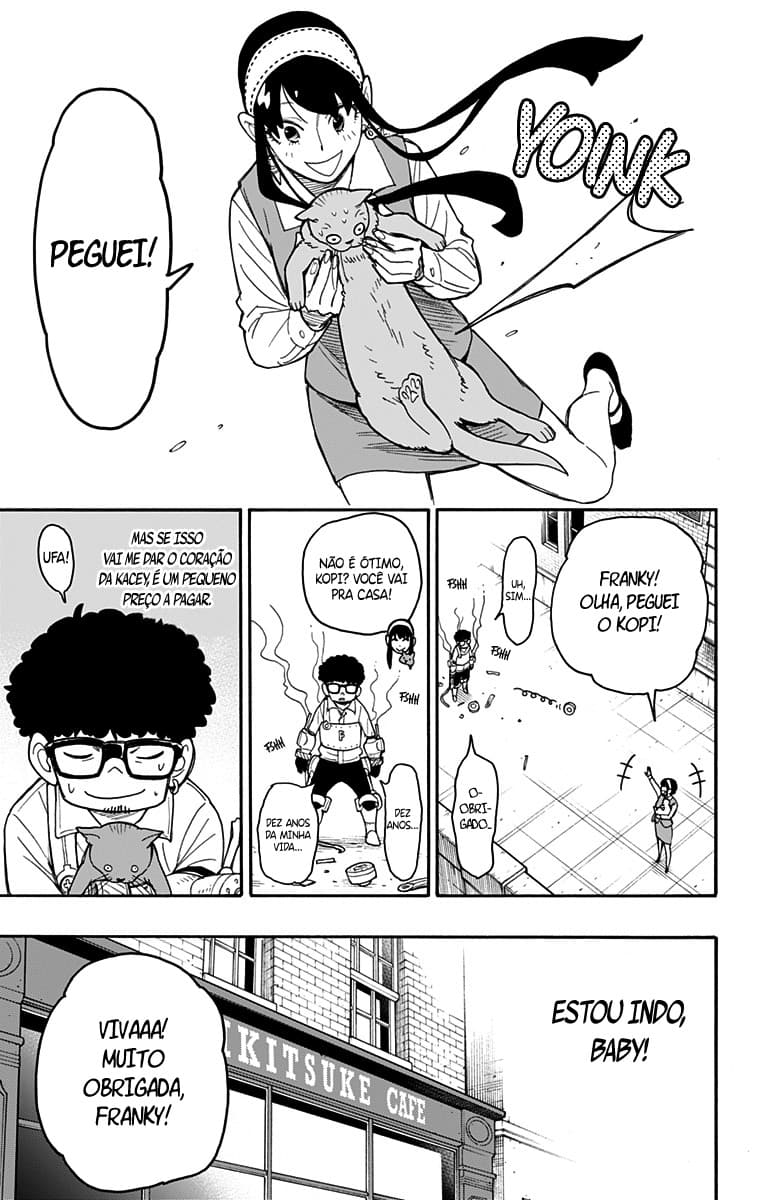 YOINK
PEGUEI!
FRANKY!
OLHA, PEGUEI
O KOPI!
UH,
SIM...
FSHH
FSHH
O-
OBRI-
GADO...
NÃO É ÓTIMO,
KOPI? VOCÊ VAI
PRA CASA!
FSHH
FSHH
FSHH
DEZ
ANOS...
DEZ ANOS
DA MINHA
VIDA...
B
MAS SE ISSO
VAI ME DAR O CORAÇÃO
DA KACEY, É UM PEQUENO
PREÇO A PAGAR.
UFA!
ESTOU INDO,
BABY!
IKITSUKE CAFE
VIVAAA!
MUITO
OBRIGADA,
FRANKY!